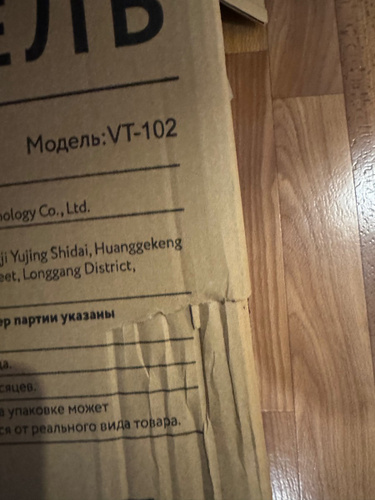 ЕЛЬ
Модель:VT-102
nology Co., Ltd.
ji Yujing Shidai, Huanggekeng
eet, Longgang District,
ер партии указаны
ца.
сяцев.
а упаковке может
ся от реального вида товара.